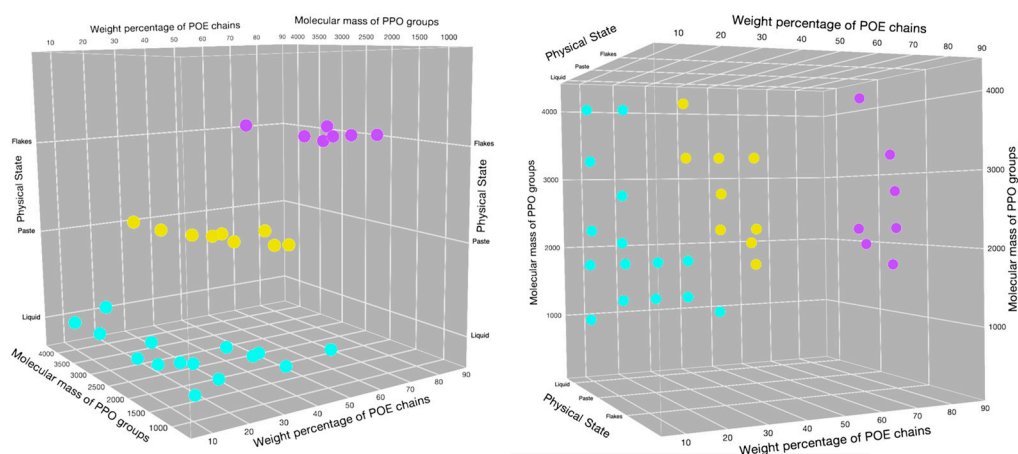 Weight percentage of POE chains
Molecular mass of PPO groups
10 20 30 40 50 60 70 80 90 4000 3500 3000 2500 2000 1500 1000
Flakes
Flakes
Physical State
Physical State
Paste
Paste
Liquid
Liquid
4000
3500
3000
2500
2000
1500
1000
Molecular mass of PPO groups
10 20 30 40 50 60 70 80 90
Weight percentage of POE chains
Weight percentage of POE chains
Physical State
10 20 30 50 60 70 80 90
Flakes
Paste
Liquid
4000
3000
2000
1000
Molecular mass of PPO groups
4000
3000
2000
1000
Molecular mass of PPO groups
Liquid
Paste
Flakes
Physical State
10 20 30 40 50 60 70 80 90
Weight percentage of POE chains